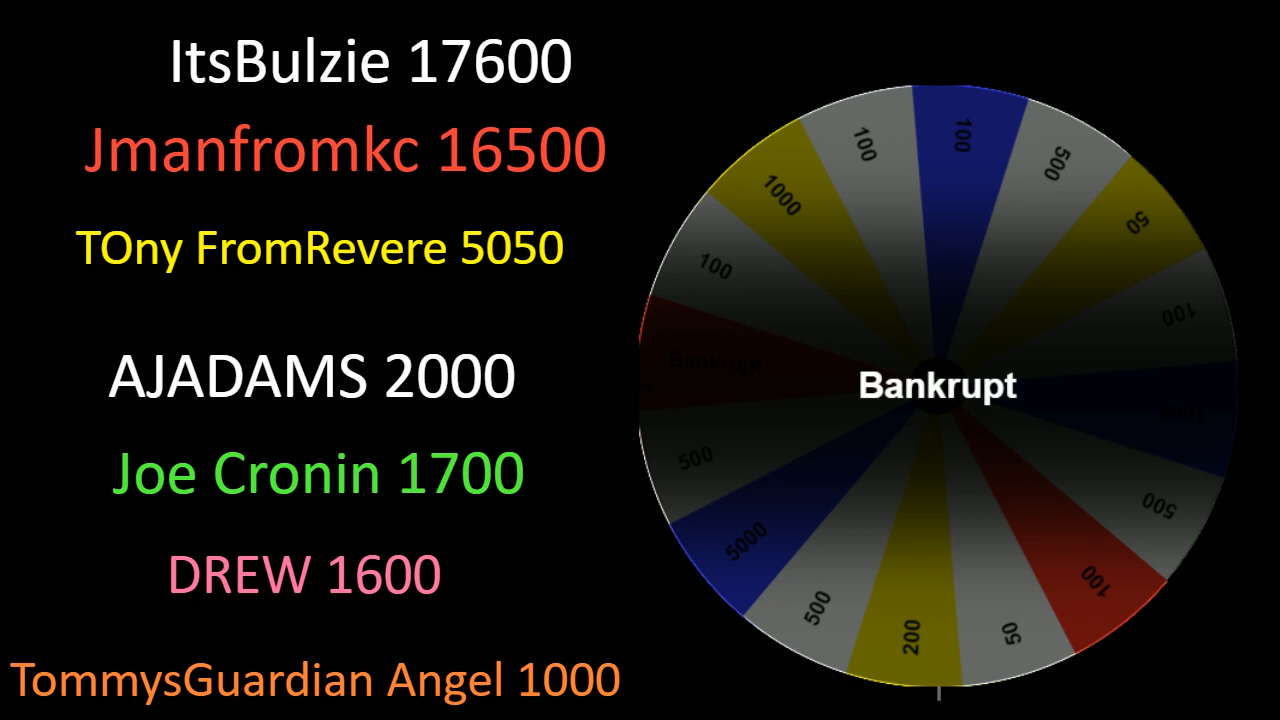 ItsBulzie 17600
Jmanfromkc 16500
TOny FromRevere 5050
AJADAMS 2000
Joe Cronin 1700
DREW 1600
TommysGuardian Angel 1000
100
100
500
50
100
1000
500
100
50
200
500
5000
500
Bankrupt
100
1000
Bankrupt